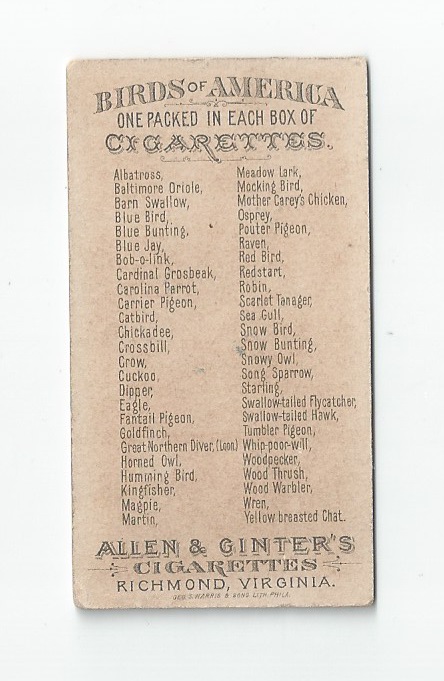 BIRDS OF AMERICA
ONE PACKED IN EACH BOX OF
CIGARETTES.
Albatross,
Baltimore Oriole,
Barn Swallow,
Blue Bird,
Blue Bunting,
Blue Jay,
Bob-o-link,
Cardinal Grosbeak,
Carolina Parrot,
Carrier Pigeon,
Catbird,
Chickadee,
Crossbill,
Crow,
Cuckoo,
Dipper,
Eagle,
Fantail Pigeon,
Goldfinch,
Great Northern Diver, (Loon)
Horned Owl,
Humming Bird,
Kingfisher,
Magpie,
Martin,
Meadow Lark,
Mocking Bird,
Mother Carey's Chicken,
Osprey,
Pouter Pigeon,
Raven,
Red Bird,
Redstart,
Robin,
Scarlet Tanager,
Sea Gull,
Snow Bird,
Snow Bunting,
Snowy Owl,
Song Sparrow,
Starling,
Swallow-tailed Flycatcher,
Swallow-tailed Hawk,
Tumbler Pigeon,
Whip-poor-will,
Woodpecker,
Wood Thrush,
Wood Warbler,
Wren,
Yellow breasted Chat.
ALLEN & GINTER'S
CIGARETTES
RICHMOND, VIRGINIA.
GEO. S. HARRIS & SONS LITH. PHILA.